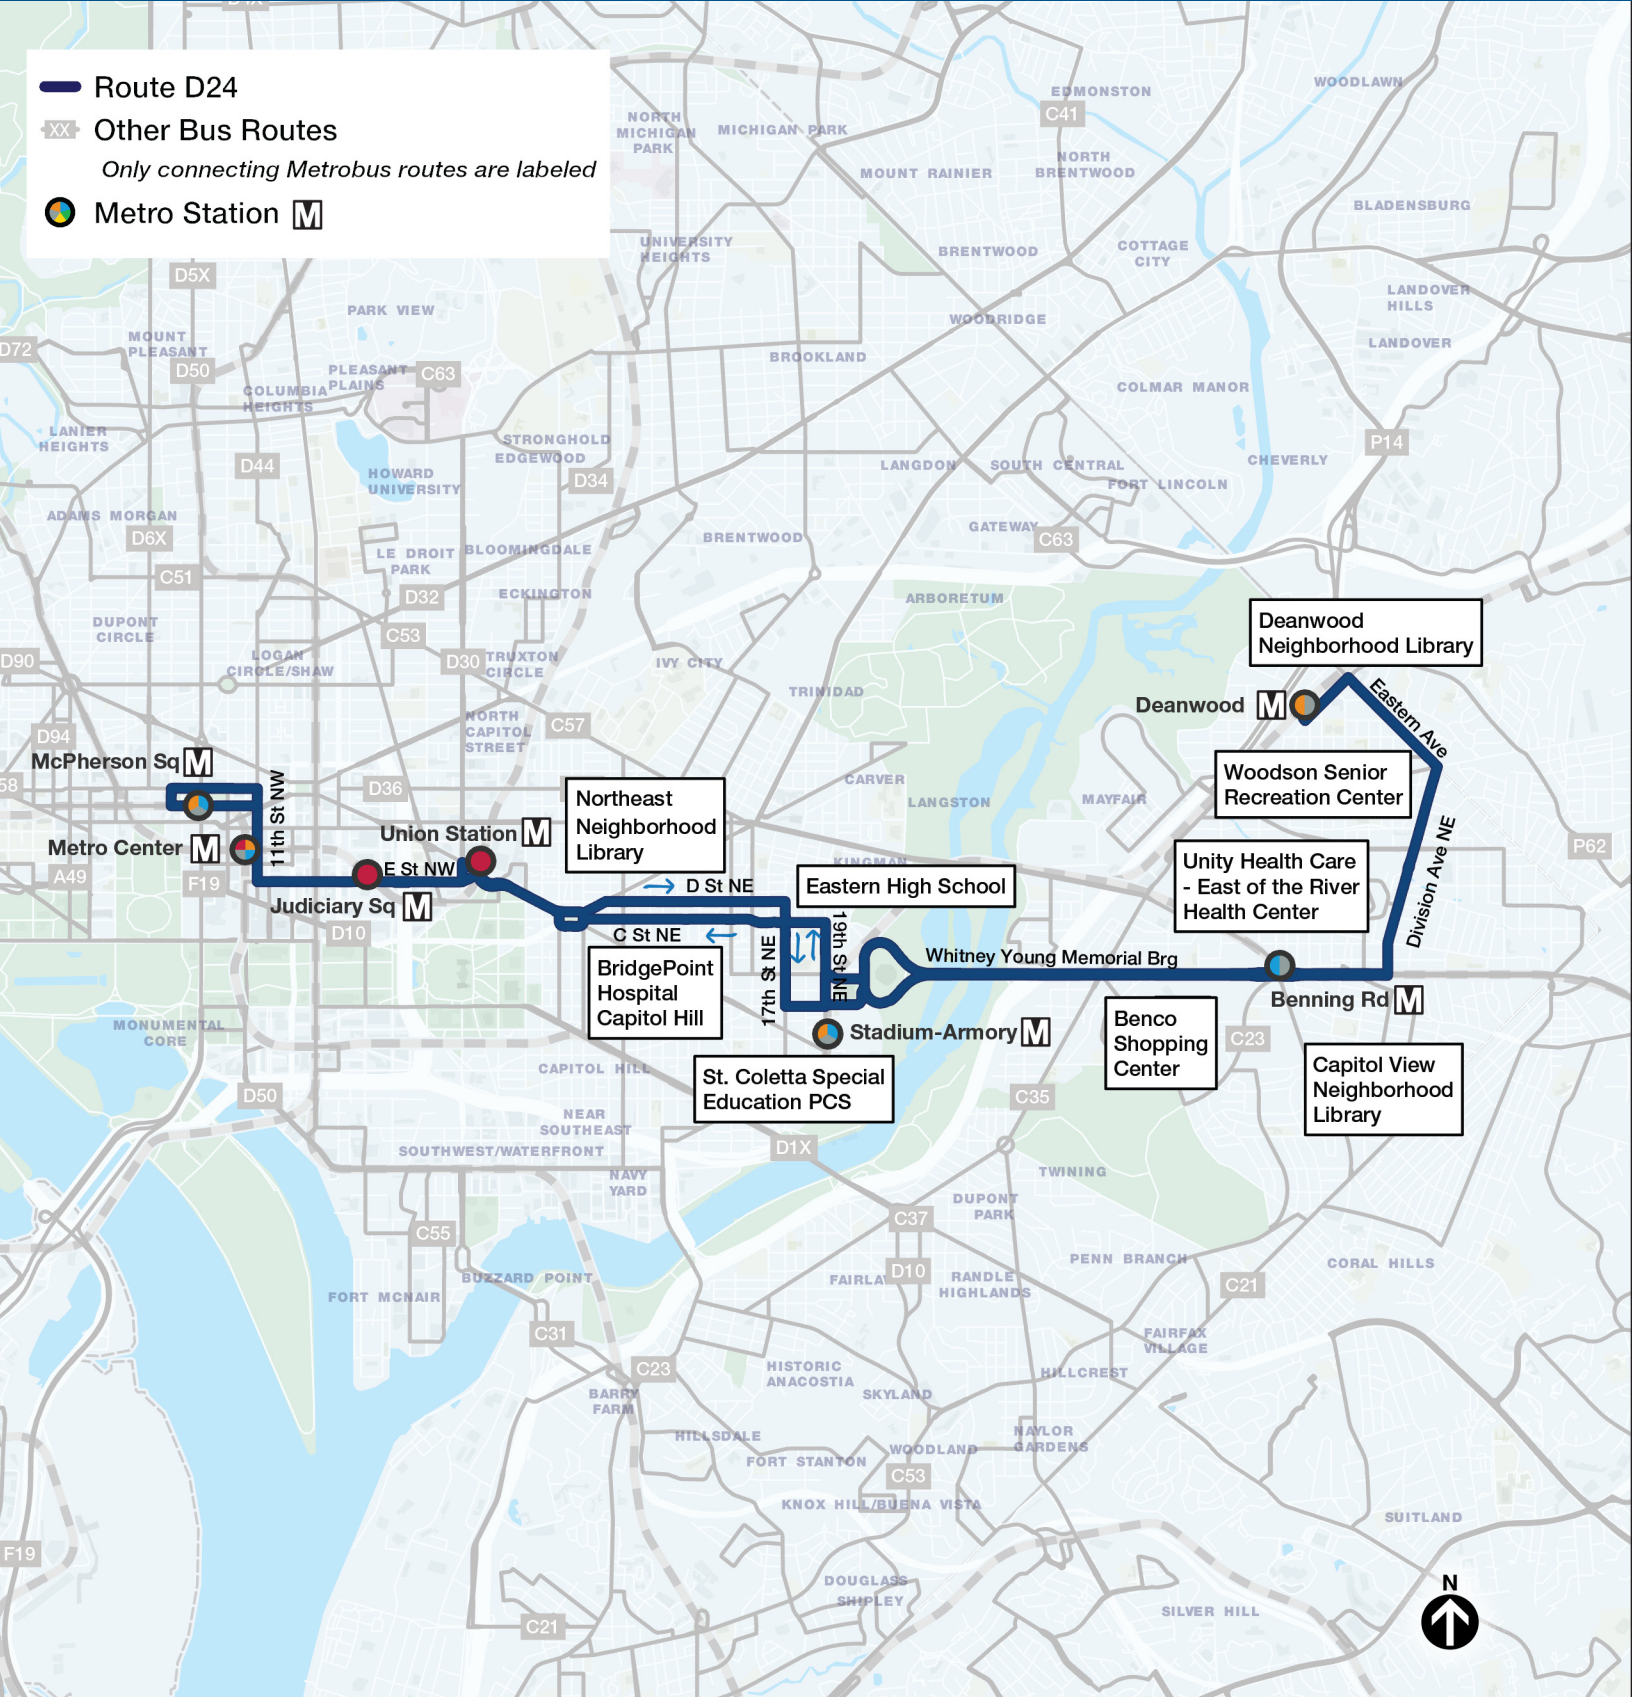 Route D24
XX
Other Bus Routes
Only connecting Metrobus routes are labeled
Metro Station M
D5X
D72
MOUNT
PLEASANT
D50
PARK VIEW
PLEASANT
PLAINS
C63
COLUMBIA
HEIGHTS
LANIER
HEIGHTS
D44
HOWARD
UNIVERSITY
STRONGHOLD
EDGEWOOD
D34
ADAMS MORGAN
D6X
C51
LE DROIT
PARK
BLOOMINGDALE
D32
ECKINGTON
C53
DUPONT
CIRCLE
D90
LOGAN
CIRCLE/SHAW
D30
TRUXTON
CIRCLE
NORTH
CAPITOL
STREET
C57
D94
D36
58
A49
F19
D10
NORTH
MICHIGAN
PARK
MICHIGAN PARK
UNIVERSITY
HEIGHTS
EDMONSTON
C41
WOODLAWN
MOUNT RAINIER
NORTH
BRENTWOOD
BLADENSBURG
BRENTWOOD
COTTAGE
CITY
LANDOVER
HILLS
WOODRIDGE
LANDOVER
BROOKLAND
COLMAR MANOR
P14
LANGDON
SOUTH CENTRAL
CHEVERLY
FORT LINCOLN
GATEWAY
C63
BRENTWOOD
ARBORETUM
IVY CITY
TRINIDAD
CARVER
LANGSTON
MAYFAIR
KINGMAN
P62
McPherson Sq M
Metro Center M
11th St NW
Judiciary Sq M
E St NW
Union Station M
Northeast
Neighborhood
Library
D St NE
C St NE
Eastern High School
BridgePoint
Hospital
Capitol Hill
17th St NE
19th St NE
Stadium-Armory M
St. Coletta Special
Education PCS
Whitney Young Memorial Brg
Benco
Shopping
Center
Benning Rd M
Capitol View
Neighborhood
Library
Unity Health Care
- East of the River
Health Center
Woodson Senior
Recreation Center
Deanwood M
Deanwood
Neighborhood Library
Eastern Ave
Division Ave NE
MONUMENTAL
CORE
D50
CAPITOL HILL
NEAR
SOUTHEAST
SOUTHWEST/WATERFRONT
NAVY
YARD
D1X
C35
C23
TWINING
DUPONT
PARK
C37
D10
FAIRLA
RANDLE
HIGHLANDS
PENN BRANCH
C21
CORAL HILLS
C55
BUZZARD POINT
FORT MCNAIR
C31
C23
BARRY
FARM
HISTORIC
ANACOSTIA
SKYLAND
HILLCREST
FAIRFAX
VILLAGE
HILLSDALE
FORT STANTON
WOODLAND
NAYLOR
GARDENS
C53
KNOX HILL/BUENA VISTA
SUITLAND
DOUGLASS
SHIPLEY
SILVER HILL
F19
C21
N